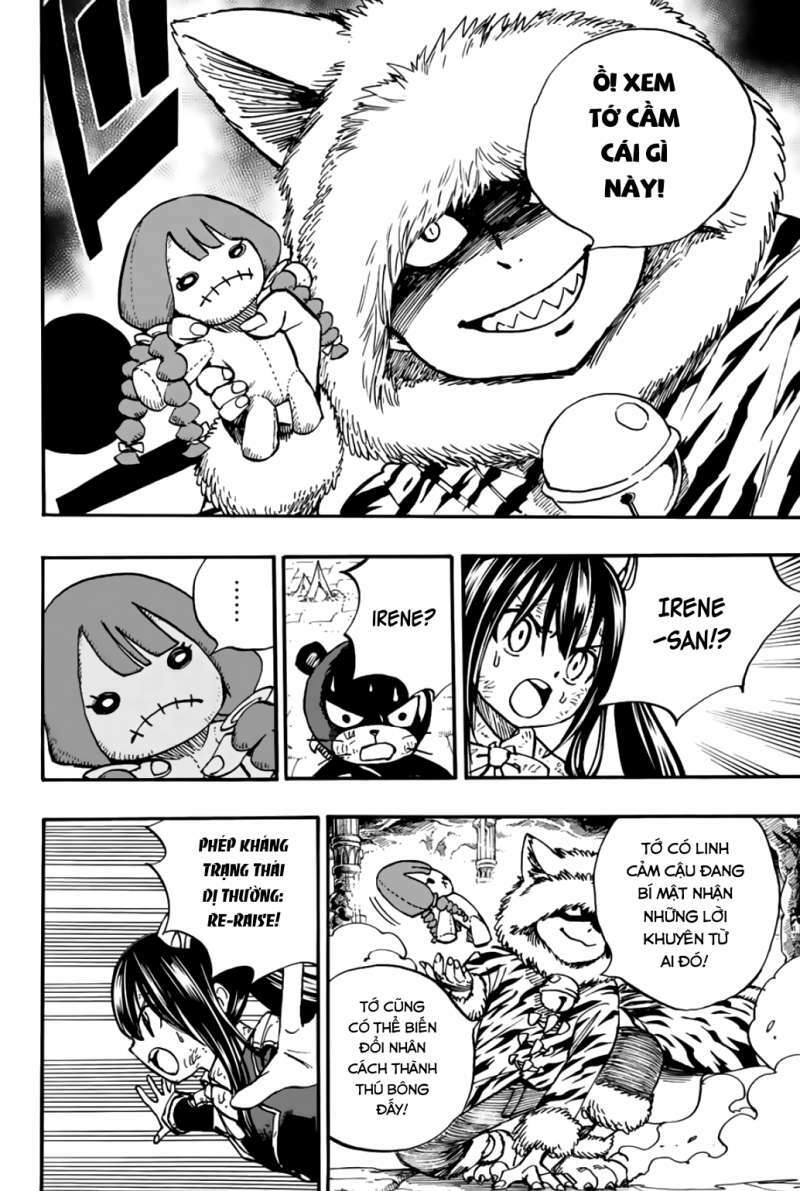 Ồ! XEM
TỚ CẦM
CÁI GÌ
NÀY!
IRENE
-SAN!?
IRENE?
......
TỚ CÓ LINH
CẢM CẬU ĐANG
BÍ MẬT NHẬN
NHỮNG LỜI
KHUYÊN TỪ
AI ĐÓ!
TỚ CŨNG
CÓ THỂ BIẾN
ĐỔI NHÂN
CÁCH THÀNH
THÚ BÔNG
ĐẤY!
PHÉP KHÁNG
TRẠNG THÁI
DỊ THƯỜNG:
RE-RAISE!